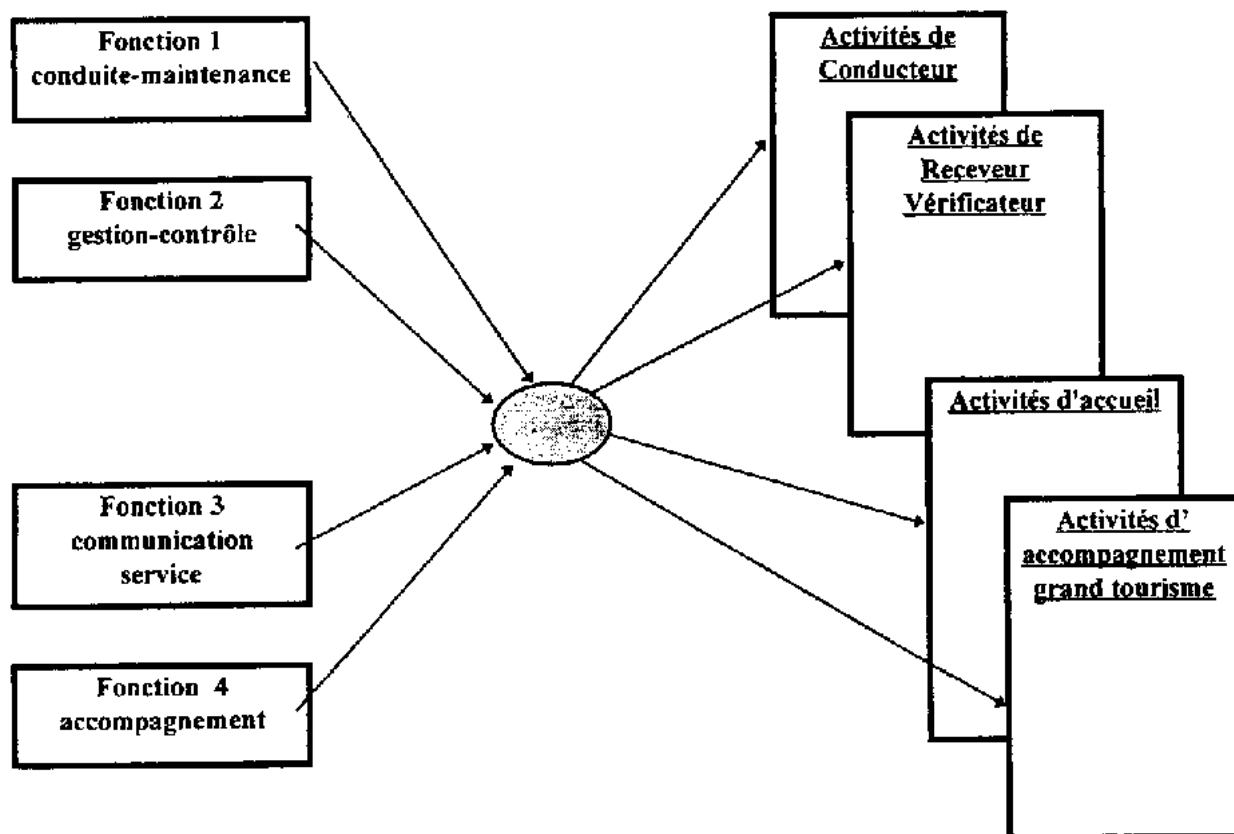 Fonction 1
conduite-maintenance
Fonction 2
gestion-contrôle
Fonction 3
communication
service
Fonction 4
accompagnement
Activités de
Conducteur
Activités de
Receveur
Vérificateur
Activités d'accueil
Activités d'
accompagnement
grand tourisme